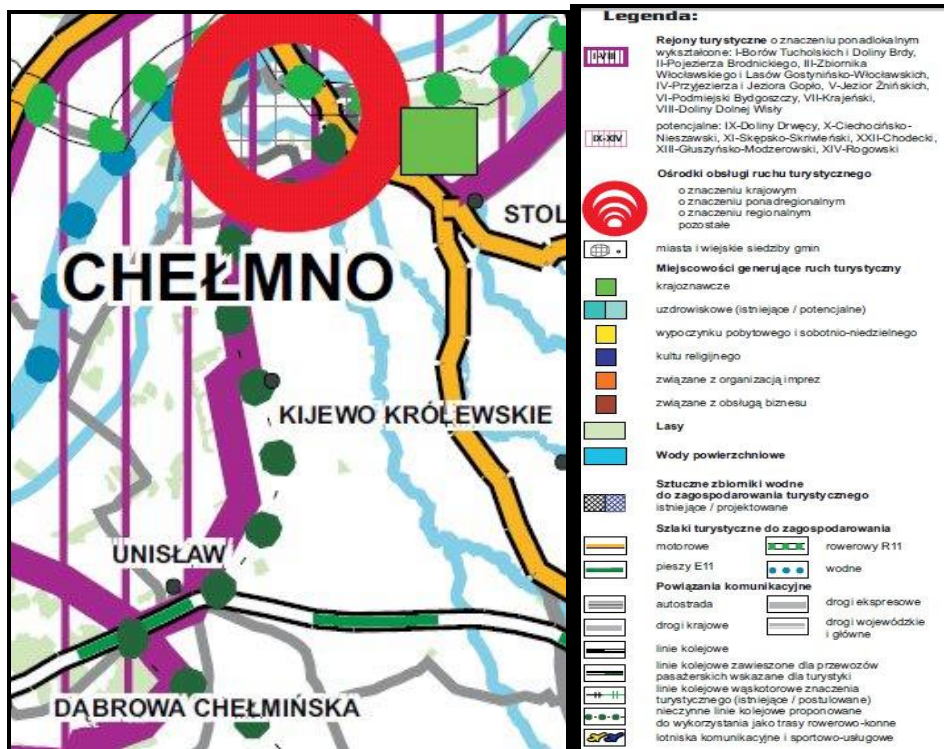 CHEŁMNO
STOL
KIJEWO KRÓLEWSKIE
UNISŁAW
DĄBROWA CHEŁMIŃSKA
Legenda:
Rejony turystyczne o znaczeniu ponadlokalnym
I-VIII
wykształcone: I-Borów Tucholskich i Doliny Brdy,
II-Pojezierza Brodnickiego, III-Zbiornika
Włocławskiego i Lasów Gostynińsko-Włocławskich,
IV-Przyjezierza i Jeziora Gopło, V-Jezior Żnińskich,
VI-Podmiejski Bydgoszczy, VII-Krajeński,
VIII-Doliny Dolnej Wisły
IX-XIV
potencjalne: IX-Doliny Drwęcy, X-Ciechocińsko-
Nieszawski, XI-Skępsko-Skrwieński, XXII-Chodecki,
XIII-Głuszyńsko-Modzerowski, XIV-Rogowski
Ośrodki obsługi ruchu turystycznego
o znaczeniu krajowym
o znaczeniu ponadregionalnym
o znaczeniu regionalnym
pozostałe
miasta i wiejskie siedziby gmin
Miejscowości generujące ruch turystyczny
krajoznawcze
uzdrowiskowe (istniejące / potencjalne)
wypoczynku pobytowego i sobotnio-niedzielnego
kultu religijnego
związane z organizacją imprez
związane z obsługą biznesu
Lasy
Wody powierzchniowe
Sztuczne zbiorniki wodne
do zagospodarowania turystycznego
istniejące / projektowane
Szlaki turystyczne do zagospodarowania
motorowe rowerowy R11
pieszy E11 wodne
Powiązania komunikacyjne
autostrada drogi ekspresowe
drogi krajowe drogi wojewódzkie
i główne
linie kolejowe
linie kolejowe zawieszone dla przewozów
pasażerskich wskazane dla turystyki
linie kolejowe wąskotorowe znaczenia
turystycznego (istniejące / postulowane)
nieczynne linie kolejowe proponowane
do wykorzystania jako trasy rowerowo-konne
lotniska komunikacyjne i sportowo-usługowe